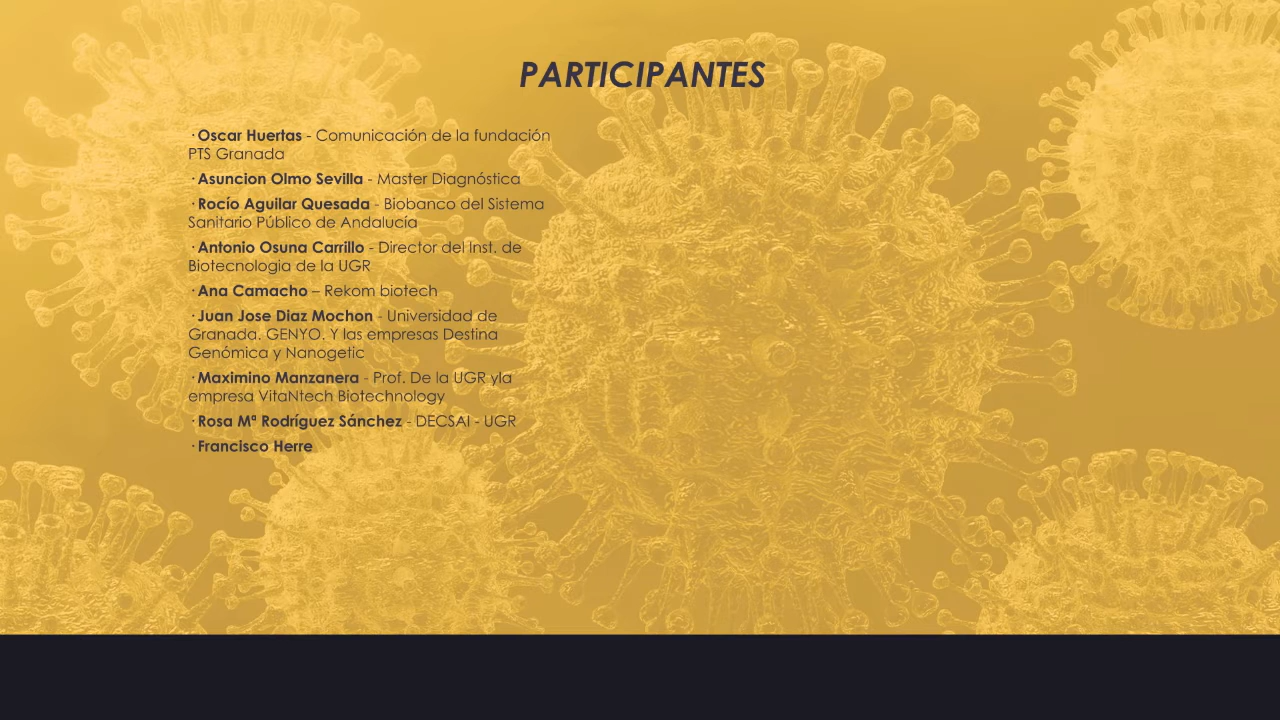 PARTICIPANTES
· Oscar Huertas - Comunicación de la fundación
PTS Granada
· Asuncion Olmo Sevilla - Master Diagnóstica
· Rocío Aguilar Quesada - Biobanco del Sistema
Sanitario Público de Andalucía
· Antonio Osuna Carrillo - Director del Inst. de
Biotecnologia de la UGR
· Ana Camacho – Rekom biotech
· Juan Jose Diaz Mochon - Universidad de
Granada. GENYO. Y las empresas Destina
Genómica y Nanogetic
· Maximino Manzanera - Prof. De la UGR yla
empresa VitaNtech Biotechnology
· Rosa Mª Rodríguez Sánchez - DECSAI - UGR
· Francisco Herre